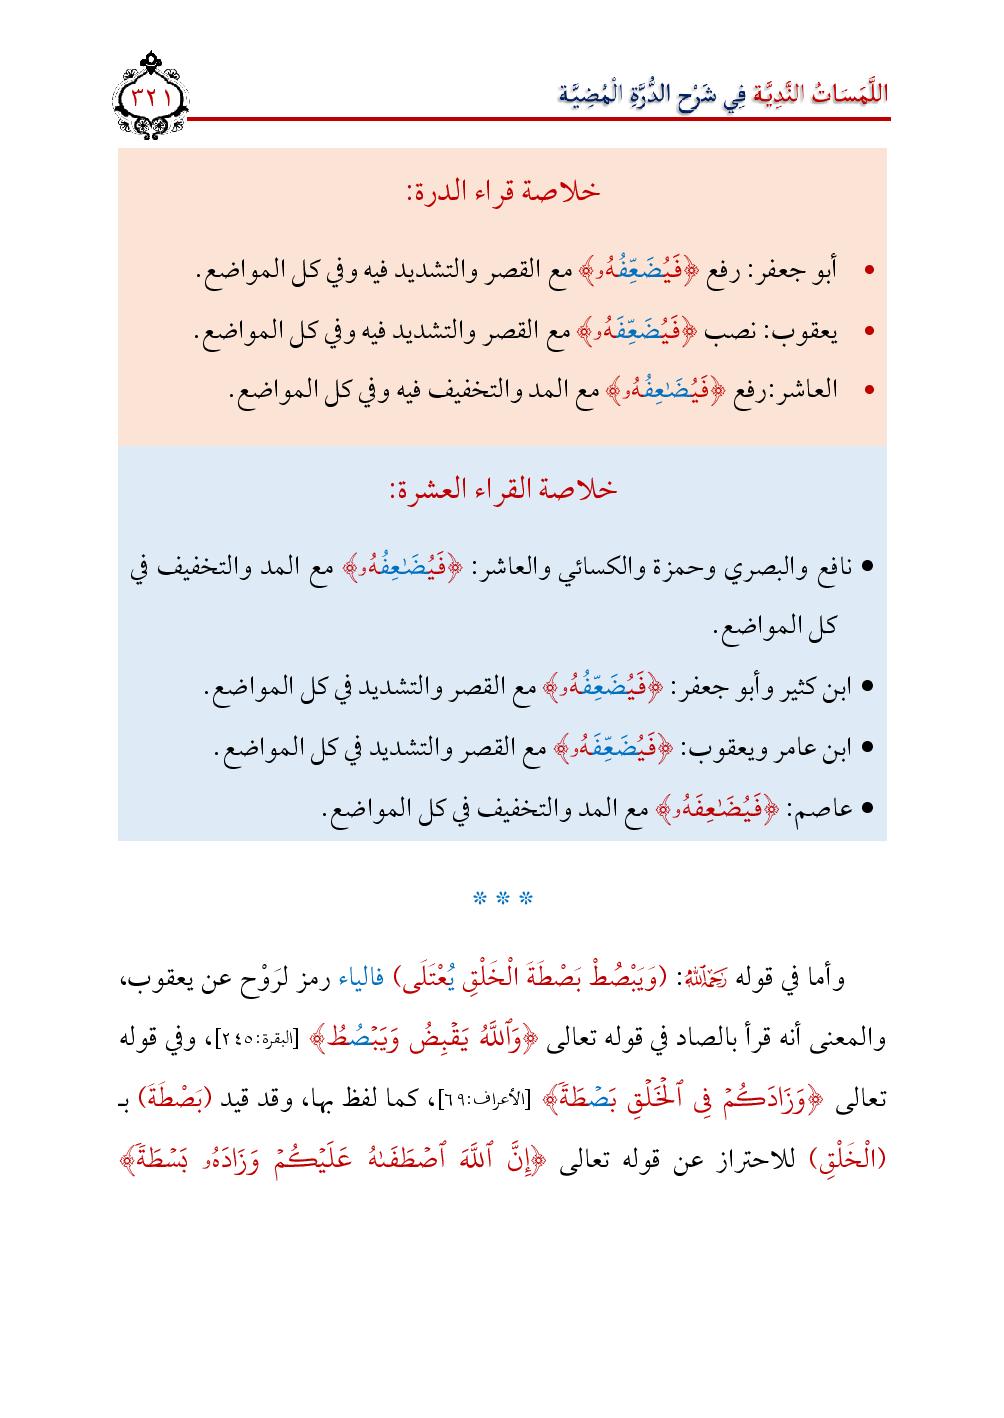 اللَّمَسَاتُ النَّدِيَّة فِي شَرْح الدُّرَّةِ الْمُضِيَّة
٣٢١
خلاصة قراء الدرة:
• أبو جعفر: رفع ﴿فَيُضَعِّفُهُۥ﴾ مع القصر والتشديد فيه وفي كل المواضع.
• يعقوب: نصب ﴿فَيُضَعِّفَهُۥ﴾ مع القصر والتشديد فيه وفي كل المواضع.
• العاشر:رفع ﴿فَيُضَٰعِفُهُۥ﴾ مع المد والتخفيف فيه وفي كل المواضع.
خلاصة القراء العشرة:
• نافع والبصري وحمزة والكسائي والعاشر: ﴿فَيُضَٰعِفُهُۥ﴾ مع المد والتخفيف في
كل المواضع.
• ابن كثير وأبو جعفر: ﴿فَيُضَعِّفُهُۥ﴾ مع القصر والتشديد في كل المواضع.
• ابن عامر ويعقوب: ﴿فَيُضَعِّفَهُۥ﴾ مع القصر والتشديد في كل المواضع.
• عاصم: ﴿فَيُضَٰعِفَهُۥ﴾ مع المد والتخفيف في كل المواضع.
* * *
وأما في قوله رَحِمَهُ ٱللَّهُ: (وَيَبْصُطْ بَصْطَةَ الْخَلْقِ يُعْتَلَى) فالياء رمز لرَوْح عن يعقوب،
والمعنى أنه قرأ بالصاد في قوله تعالى ﴿وَٱللَّهُ يَقْبِضُ وَيَبْصُطُ﴾ [البقرة:٢٤٥]، وفي قوله
تعالى ﴿وَزَادَكُمْ فِى ٱلْخَلْقِ بَصْطَةً﴾ [الأعراف:٦٩]، كما لفظ بها، وقد قيد (بَصْطَةَ) بـ
(الْخَلْقِ) للاحتراز عن قوله تعالى ﴿إِنَّ ٱللَّهَ ٱصْطَفَىٰهُ عَلَيْكُمْ وَزَادَهُۥ بَسْطَةً﴾